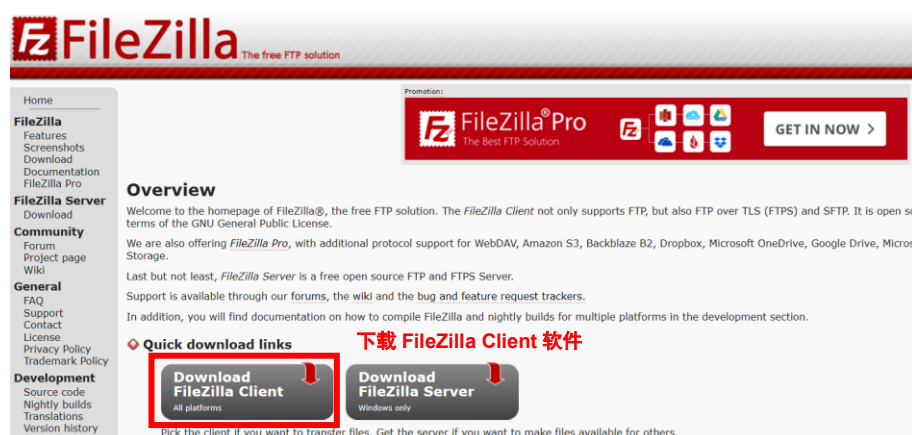 FileZilla The free FTP solution
Promotion:
FileZilla®Pro
The Best FTP Solution
GET IN NOW >
Home
FileZilla
Features
Screenshots
Download
Documentation
FileZilla Pro
FileZilla Server
Download
Community
Forum
Project page
Wiki
General
FAQ
Support
Contact
License
Privacy Policy
Trademark Policy
Development
Source code
Nightly builds
Translations
Version history
Overview
Welcome to the homepage of FileZilla®, the free FTP solution. The FileZilla Client not only supports FTP, but also FTP over TLS (FTPS) and SFTP. It is open
terms of the GNU General Public License.
We are also offering FileZilla Pro, with additional protocol support for WebDAV, Amazon S3, Backblaze B2, Dropbox, Microsoft OneDrive, Google Drive, Micros
Storage.
Last but not least, FileZilla Server is a free open source FTP and FTPS Server.
Support is available through our forums, the wiki and the bug and feature request trackers.
In addition, you will find documentation on how to compile FileZilla and nightly builds for multiple platforms in the development section.
下载 FileZilla Client 软件
Quick download links
Download
FileZilla Client
All platforms
Download
FileZilla Server
Windows only
Pick the client if you want to transfer files. Get the server if you want to make files available for others.